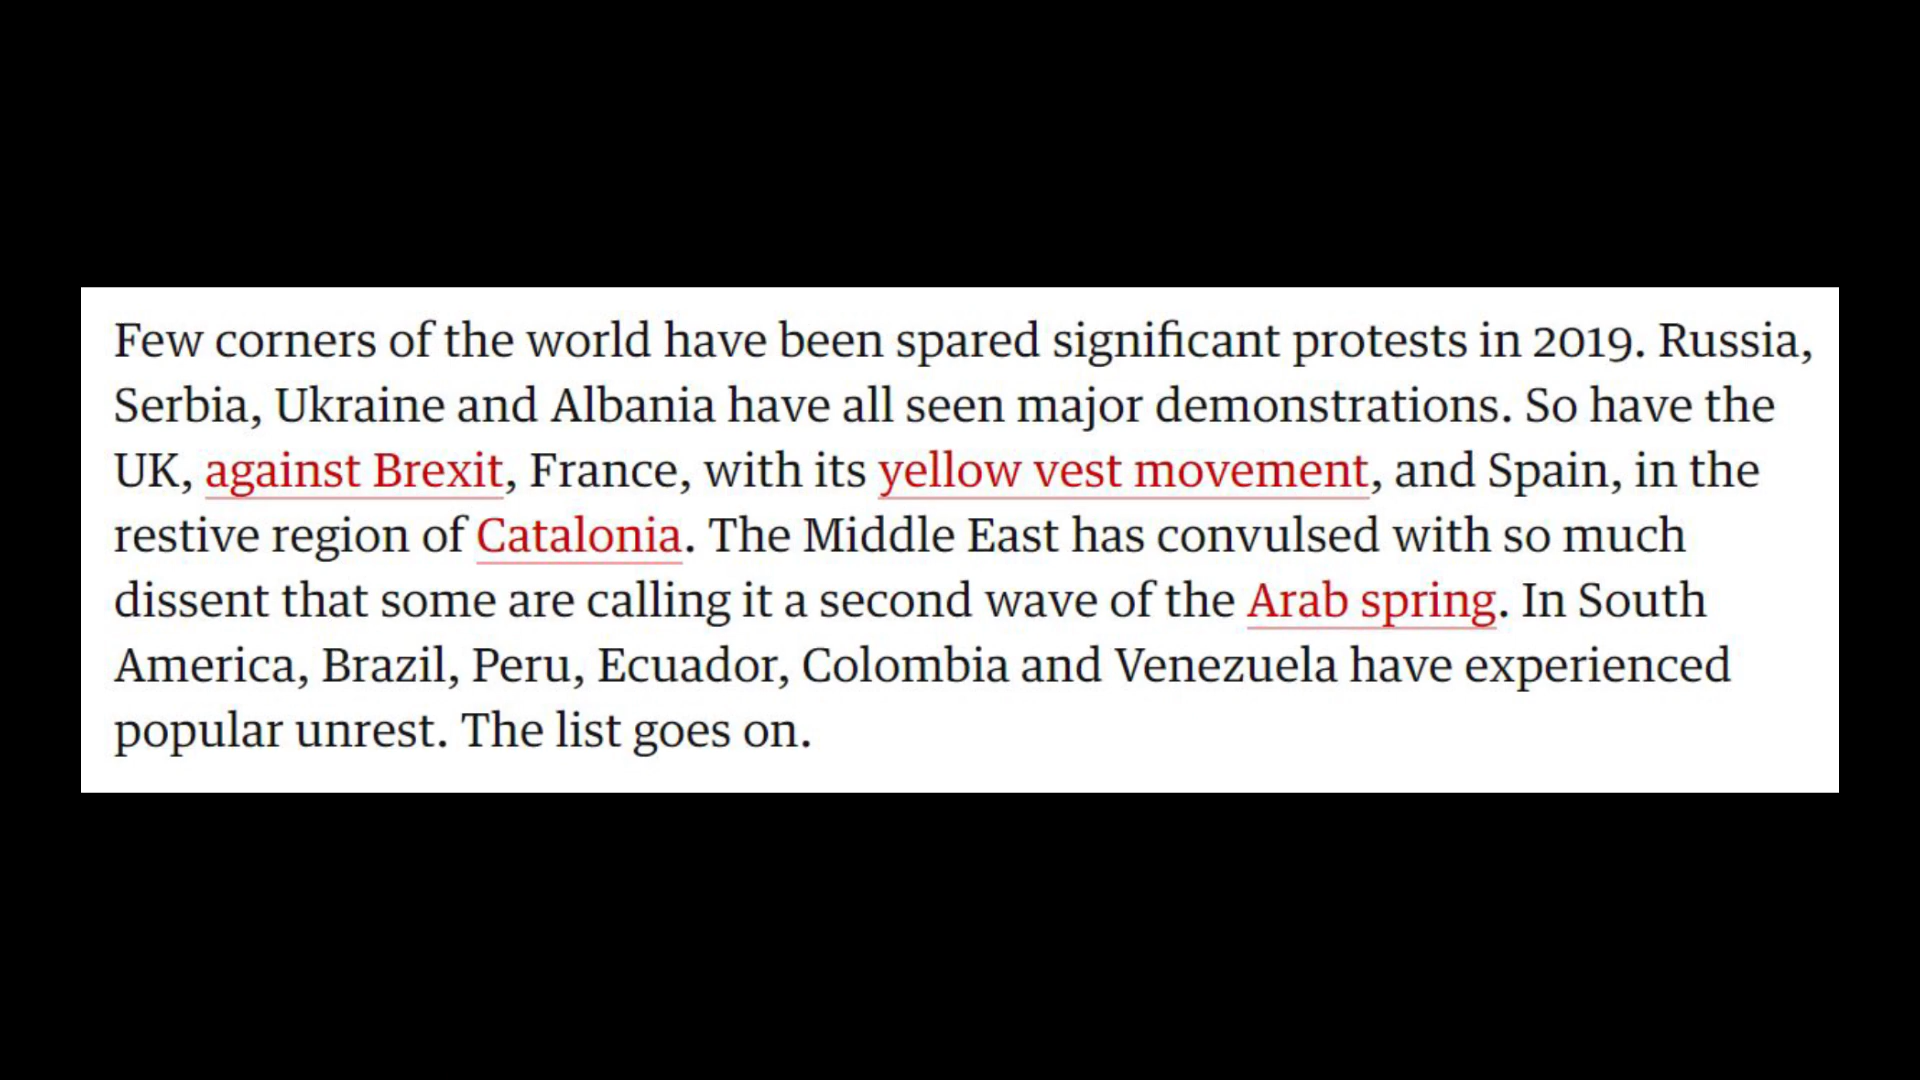 Few corners of the world have been spared significant protests in 2019. Russia,
Serbia, Ukraine and Albania have all seen major demonstrations. So have the
UK, against Brexit, France, with its yellow vest movement, and Spain, in the
restive region of Catalonia. The Middle East has convulsed with so much
dissent that some are calling it a second wave of the Arab spring. In South
America, Brazil, Peru, Ecuador, Colombia and Venezuela have experienced
popular unrest. The list goes on.